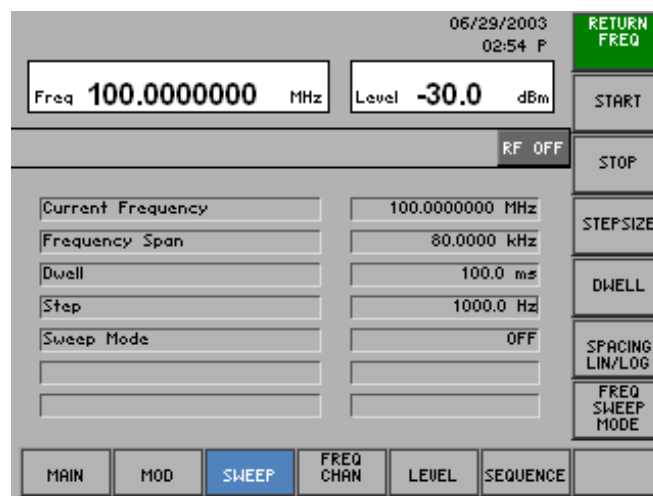 06/29/2003
02:54 P
RETURN
FREQ
Freq 100.0000000 MHz
Level -30.0 dBm
START
RF OFF
STOP
Current Frequency 100.0000000 MHz
STEPSIZE
Frequency Span 80.0000 kHz
Dwell 100.0 ms
DWELL
Step 1000.0 Hz
Sweep Mode OFF
SPACING
LIN/LOG
FREQ
SWEEP
MODE
MAIN
MOD
SWEEP
FREQ
CHAN
LEVEL
SEQUENCE